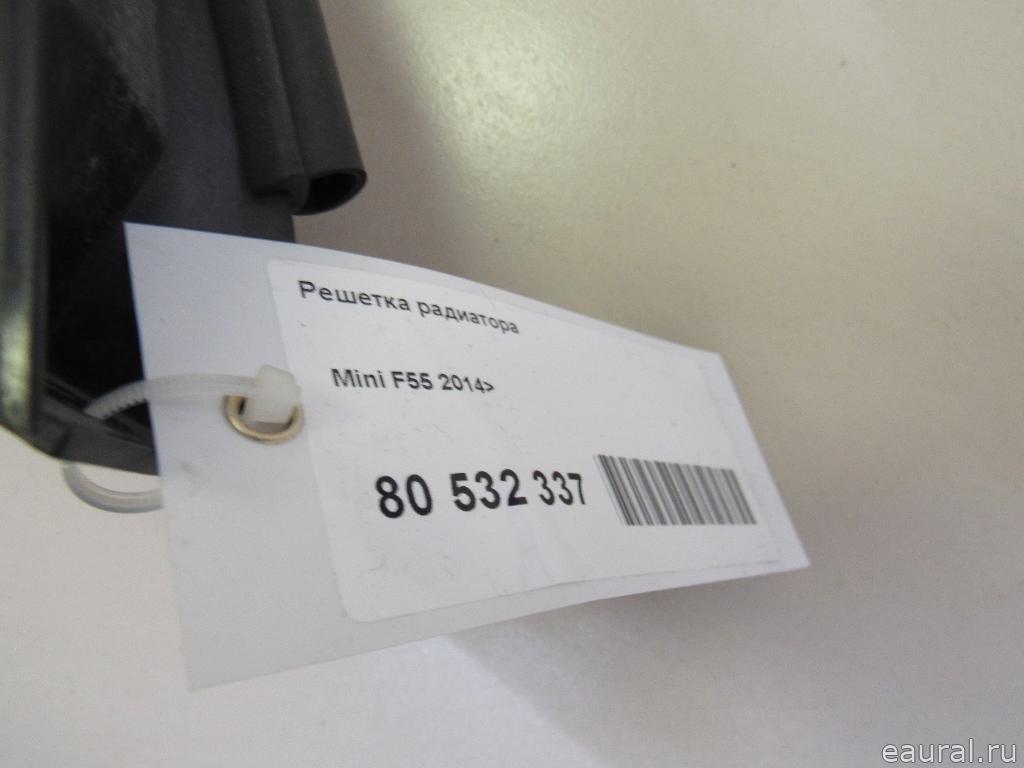 Решетка радиатора
Mini F55 2014>
80 532 337
eaural.ru